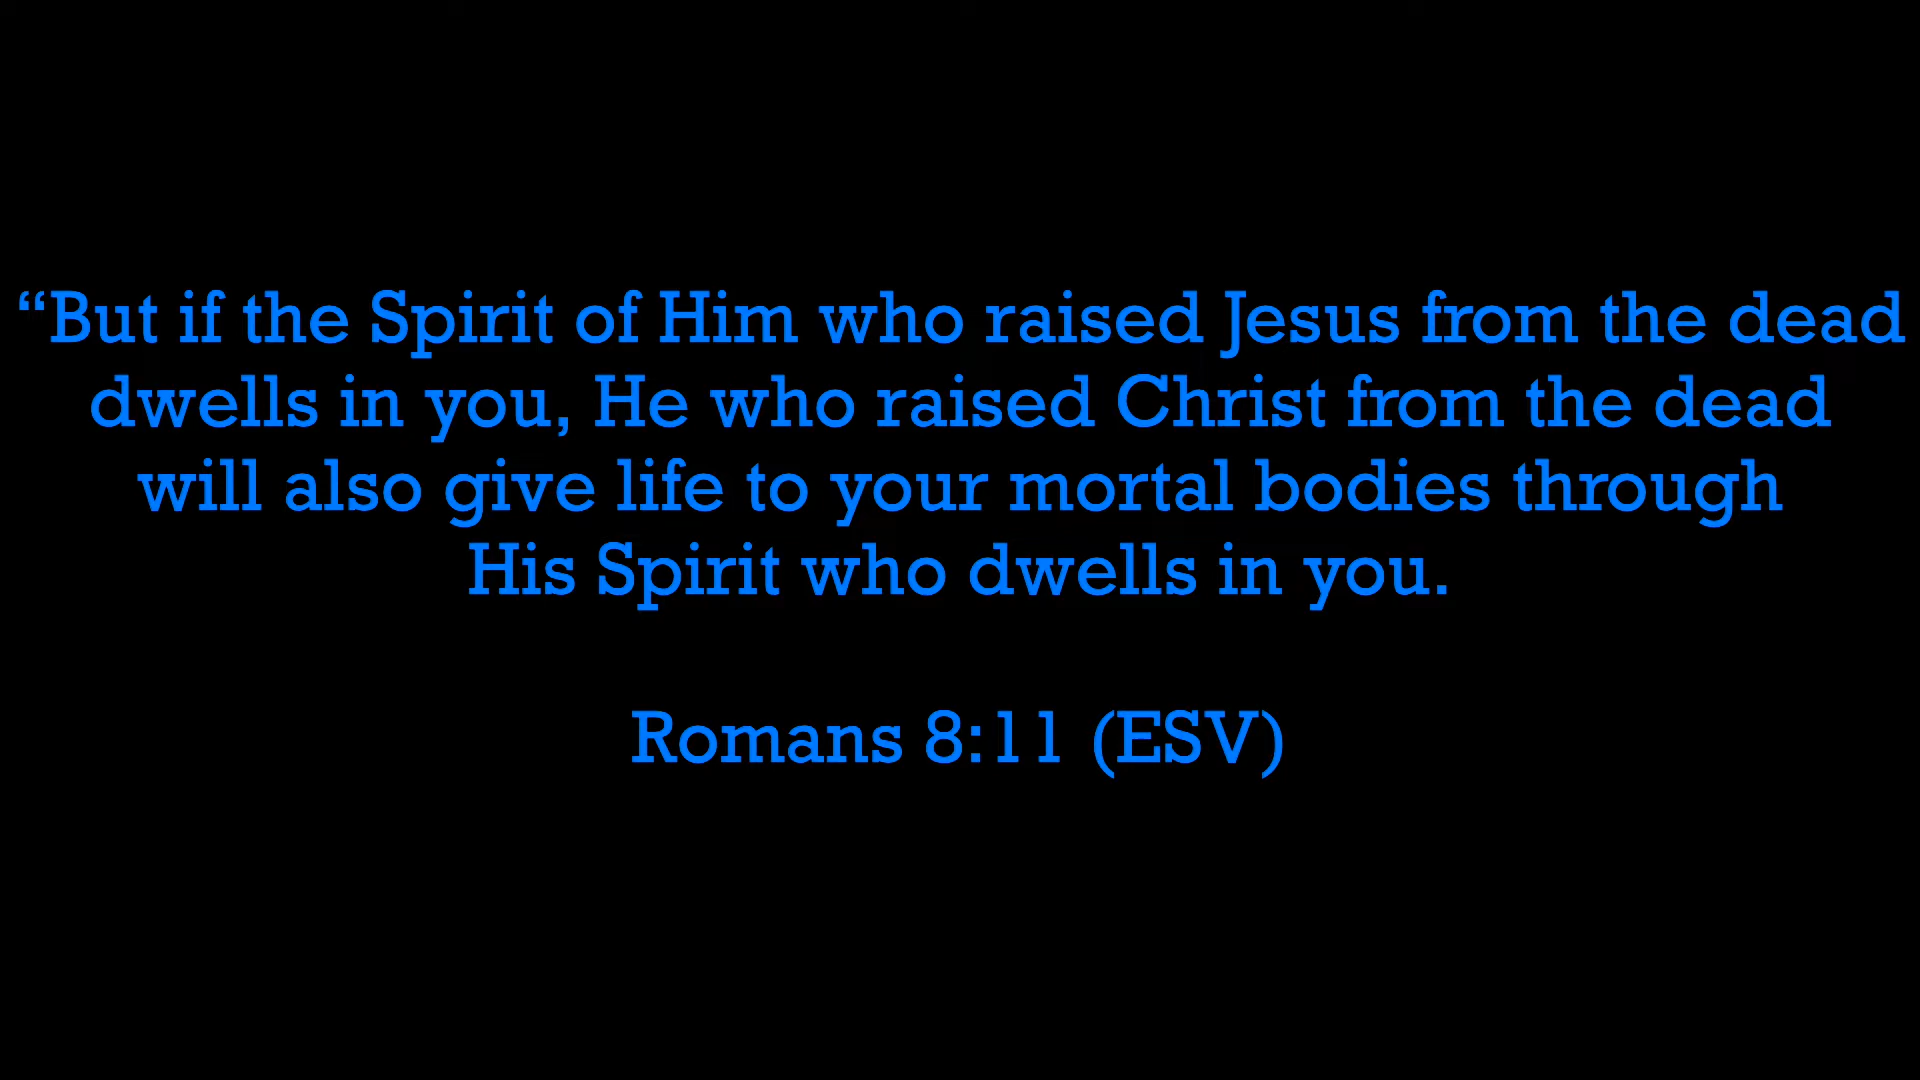 “But if the Spirit of Him who raised Jesus from the dead
dwells in you, He who raised Christ from the dead
will also give life to your mortal bodies through
His Spirit who dwells in you.
Romans 8:11 (ESV)